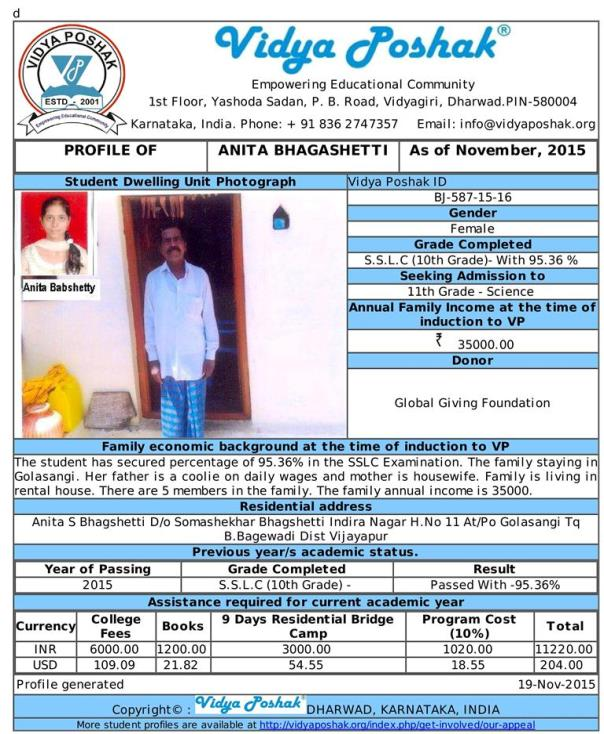 d
VIDYA POSHAK
VP
ESTD - 2001
Empowering Educational Community
Vidya Poshak®
Empowering Educational Community
1st Floor, Yashoda Sadan, P. B. Road, Vidyagiri, Dharwad.PIN-580004
Karnataka, India. Phone: + 91 836 2747357 Email: info@vidyaposhak.org
PROFILE OF ANITA BHAGASHETTI As of November, 2015
Student Dwelling Unit Photograph
Anita Babshetty
Vidya Poshak ID
BJ-587-15-16
Gender
Female
Grade Completed
S.S.L.C (10th Grade)- With 95.36 %
Seeking Admission to
11th Grade - Science
Annual Family Income at the time of
induction to VP
₹ 35000.00
Donor
Global Giving Foundation
Family economic background at the time of induction to VP
The student has secured percentage of 95.36% in the SSLC Examination. The family staying in
Golasangi. Her father is a coolie on daily wages and mother is housewife. Family is living in
rental house. There are 5 members in the family. The family annual income is 35000.
Residential address
Anita S Bhagshetti D/o Somashekhar Bhagshetti Indira Nagar H.No 11 At/Po Golasangi Tq
B.Bagewadi Dist Vijayapur
Previous year/s academic status.
Year of Passing Grade Completed Result
2015 S.S.L.C (10th Grade) - Passed With -95.36%
Assistance required for current academic year
Currency College Fees Books 9 Days Residential Bridge Camp Program Cost (10%) Total
INR 6000.00 1200.00 3000.00 1020.00 11220.00
USD 109.09 21.82 54.55 18.55 204.00
Profile generated 19-Nov-2015
Copyright© : Vidya Poshak® DHARWAD, KARNATAKA, INDIA
More student profiles are available at http://vidyaposhak.org/index.php/get-involved/our-appeal